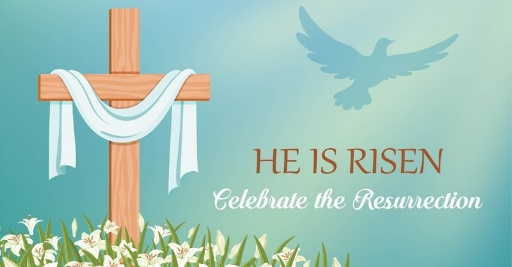 HE IS RISEN
Celebrate the Resurrection